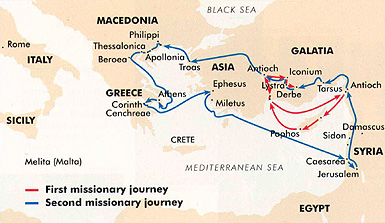 BLACK SEA
MACEDONIA
Philippi
Thessalonica
Apollonia
Beroea
Troas
Rome
ITALY
GALATIA
Antioch
Iconium
Lystra
Derbe
ASIA
Ephesus
Tarsus
Antioch
GREECE
Athens
Corinth
Cenchreae
Miletus
SICILY
Paphos
Damascus
Sidon
SYRIA
CRETE
Melita (Malta)
MEDITERRANEAN SEA
Caesarea
Jerusalem
First missionary journey
Second missionary journey
EGYPT